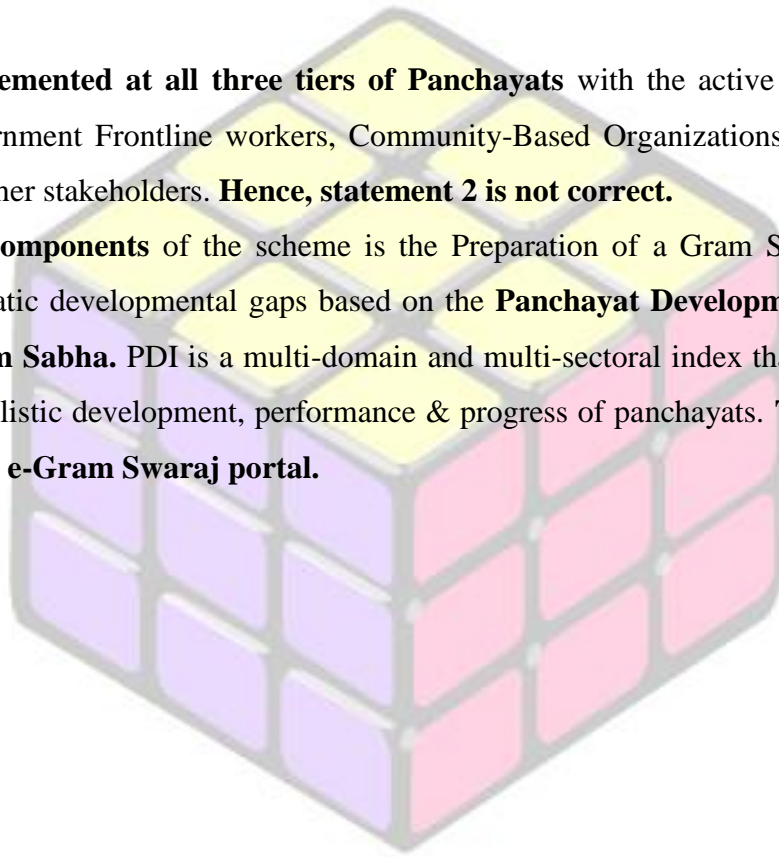 emented at all three tiers of Panchayats with the active
rnment Frontline workers, Community-Based Organizations
her stakeholders. Hence, statement 2 is not correct.
omponents of the scheme is the Preparation of a Gram S
atic developmental gaps based on the Panchayat Developm
m Sabha. PDI is a multi-domain and multi-sectoral index tha
listic development, performance & progress of panchayats. T
e-Gram Swaraj portal.